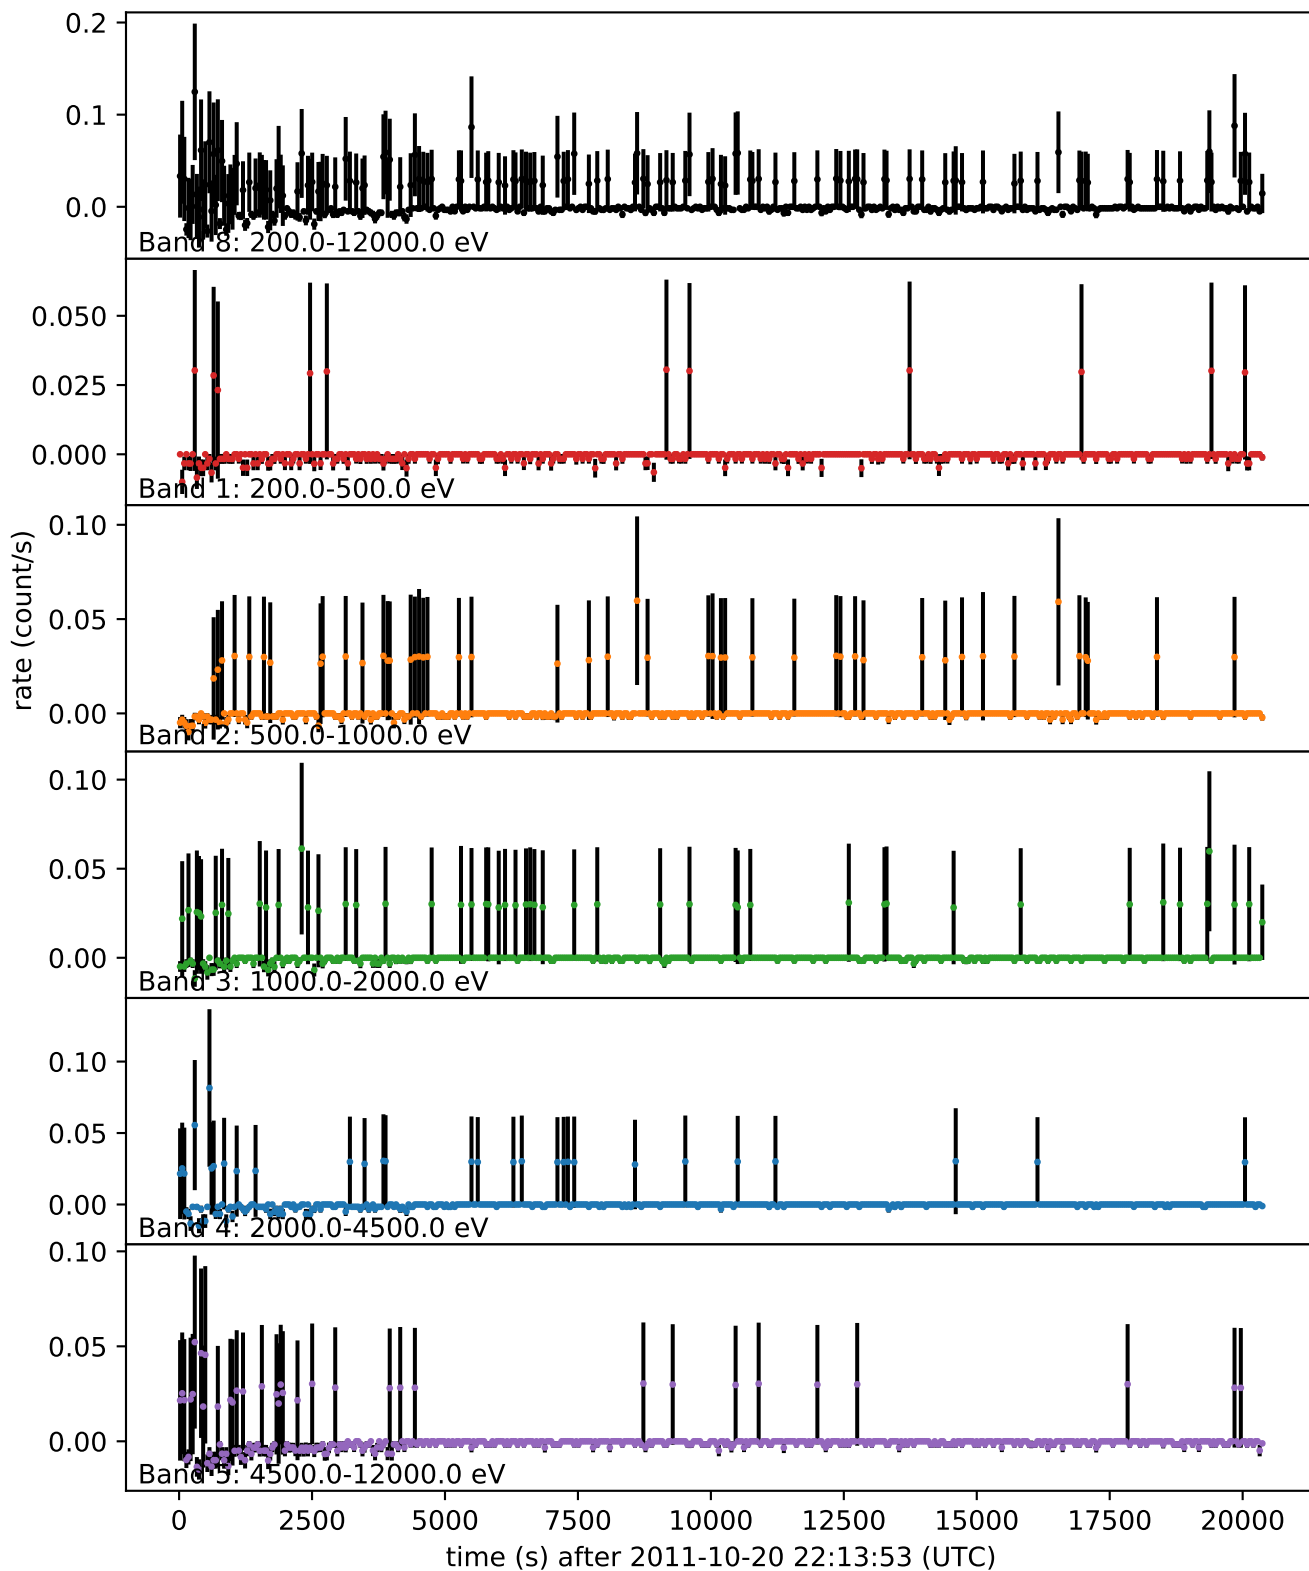 0.2
0.1
0.0
Band 8: 200.0-12000.0 eV
0.050
0.025
0.000
Band 1: 200.0-500.0 eV
rate (count/s)
0.10
0.05
0.00
Band 2: 500.0-1000.0 eV
0.10
0.05
0.00
Band 3: 1000.0-2000.0 eV
0.10
0.05
0.00
Band 4: 2000.0-4500.0 eV
0.10
0.05
0.00
Band 5: 4500.0-12000.0 eV
0 2500 5000 7500 10000 12500 15000 17500 20000
time (s) after 2011-10-20 22:13:53 (UTC)